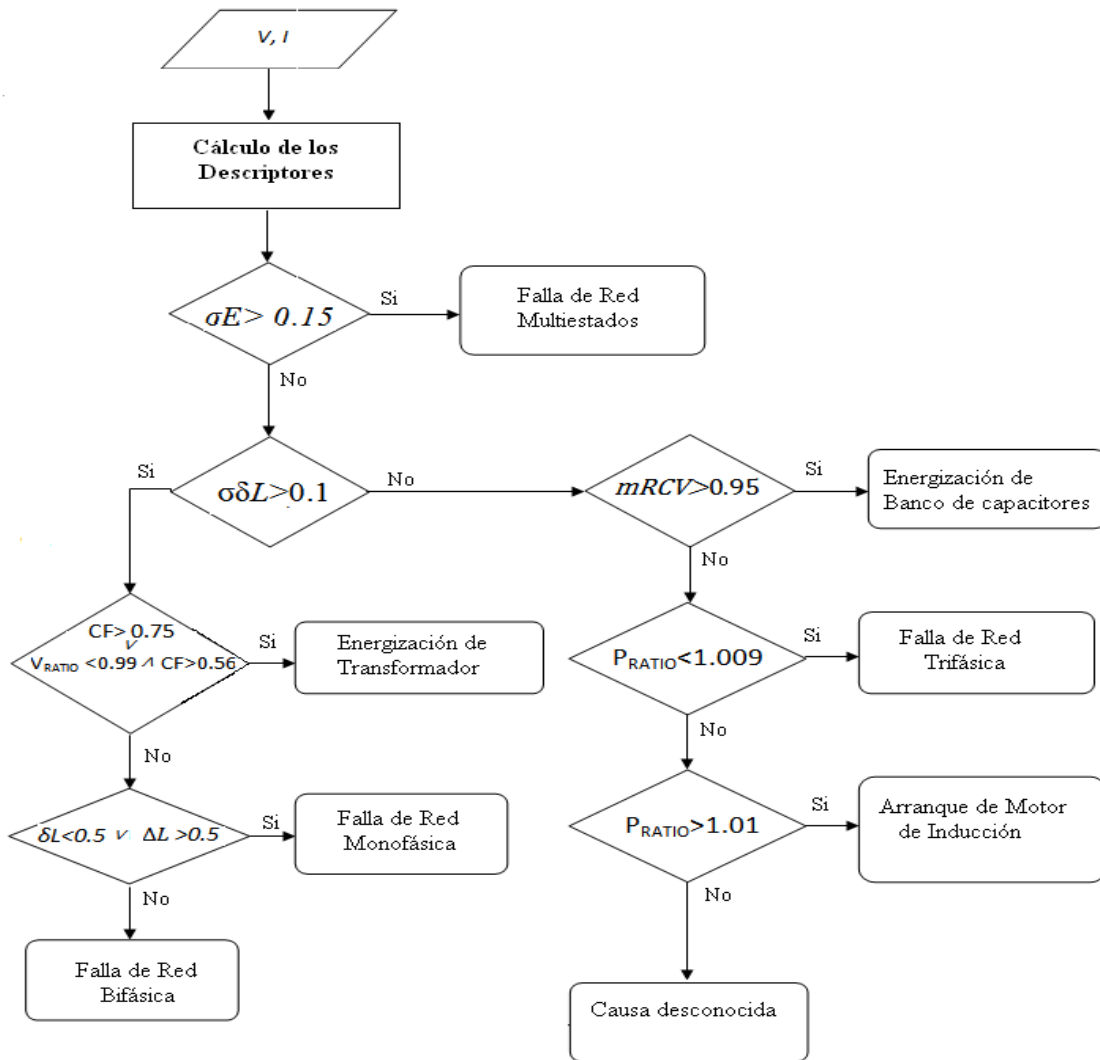 V, I
Cálculo de los
Descriptores
σE> 0.15
Si
Falla de Red
Multiestados
No
σδL>0.1
Si
No
mRCV>0.95
Si
Energización de
Banco de capacitores
No
CF> 0.75
∨
V_RATIO <0.99 ∧ CF>0.56
Si
Energización de
Transformador
P_RATIO<1.009
Si
Falla de Red
Trifásica
No
No
δL<0.5 ∨ ΔL >0.5
Si
Falla de Red
Monofásica
P_RATIO>1.01
Si
Arranque de Motor
de Inducción
No
No
Falla de Red
Bifásica
Causa desconocida